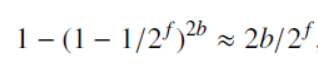 1 − (1 − 1/2^f)^{2b} ≈ 2b/2^f.